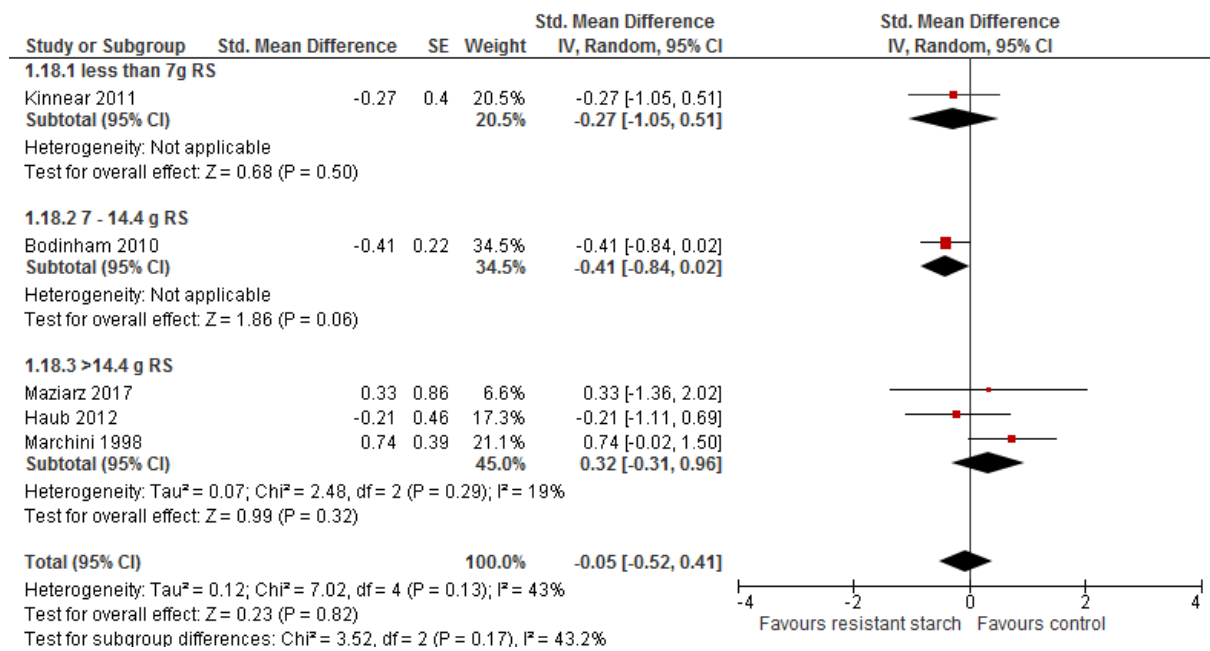 Std. Mean Difference Std. Mean Difference
Study or Subgroup Std. Mean Difference SE Weight IV, Random, 95% CI IV, Random, 95% CI
1.18.1 less than 7g RS
Kinnear 2011 -0.27 0.4 20.5% -0.27 [-1.05, 0.51]
Subtotal (95% CI) 20.5% -0.27 [-1.05, 0.51]
Heterogeneity: Not applicable
Test for overall effect: Z = 0.68 (P = 0.50)
1.18.2 7 - 14.4 g RS
Bodinham 2010 -0.41 0.22 34.5% -0.41 [-0.84, 0.02]
Subtotal (95% CI) 34.5% -0.41 [-0.84, 0.02]
Heterogeneity: Not applicable
Test for overall effect: Z = 1.86 (P = 0.06)
1.18.3 >14.4 g RS
Maziarz 2017 0.33 0.86 6.6% 0.33 [-1.36, 2.02]
Haub 2012 -0.21 0.46 17.3% -0.21 [-1.11, 0.69]
Marchini 1998 0.74 0.39 21.1% 0.74 [-0.02, 1.50]
Subtotal (95% CI) 45.0% 0.32 [-0.31, 0.96]
Heterogeneity: Tau² = 0.07; Chi² = 2.48, df = 2 (P = 0.29); I² = 19%
Test for overall effect: Z = 0.99 (P = 0.32)
Total (95% CI) 100.0% -0.05 [-0.52, 0.41]
Heterogeneity: Tau² = 0.12; Chi² = 7.02, df = 4 (P = 0.13); I² = 43%
Test for overall effect: Z = 0.23 (P = 0.82)
Test for subgroup differences: Chi² = 3.52, df = 2 (P = 0.17), I² = 43.2%
-4 -2 0 2 4
Favours resistant starch Favours control